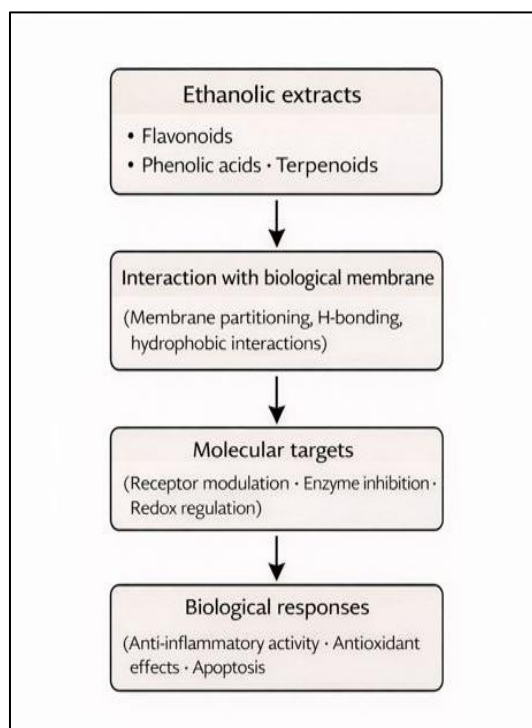 Ethanolic extracts
• Flavonoids
• Phenolic acids · Terpenoids
Interaction with biological membrane
(Membrane partitioning, H-bonding,
hydrophobic interactions)
Molecular targets
(Receptor modulation · Enzyme inhibition·
Redox regulation)
Biological responses
(Anti-inflammatory activity · Antioxidant
effects · Apoptosis